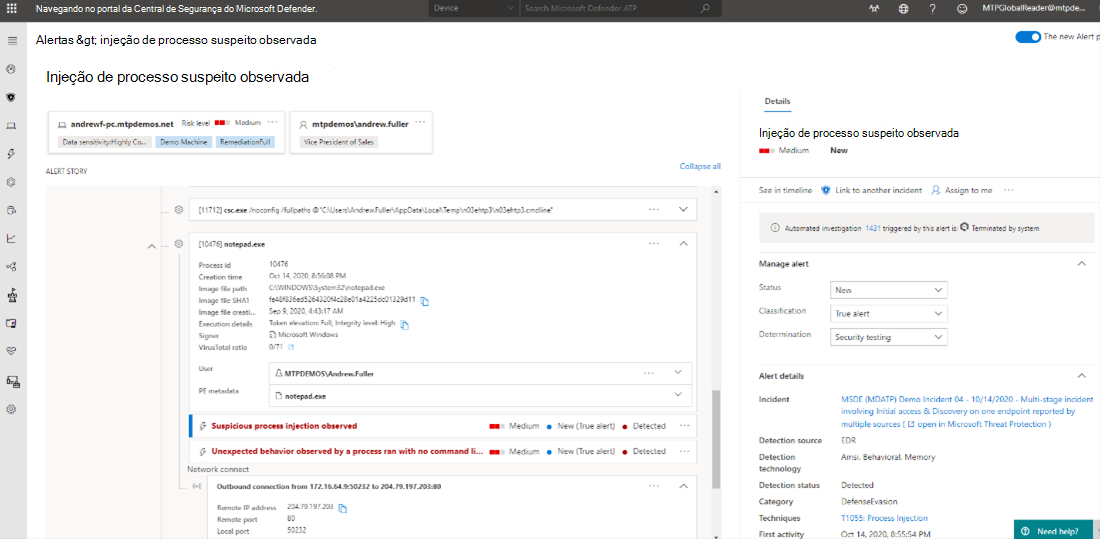 Navegando no portal da Central de Segurança do Microsoft Defender.
Device
Search Microsoft Defender ATP
MTPGlobalReader@mtpde...
Alertas &gt; injeção de processo suspeito observada
The new Alert p
Injeção de processo suspeito observada
andrewf-pc.mtpdemos.net Risk level Medium ...
Data sensitivity:Highly Co... Demo Machine RemediationFull
mtpdemos\andrew.fuller ...
Vice President of Sales
ALERT STORY
Collapse all
[11712] csc.exe /noconfig /fullpaths @"C:\Users\Andrew.Fuller\AppData\Local\Temp\n03ehtp3\n03ehtp3.cmdline" ...
[10476] notepad.exe ...
Process id 10476
Creation time Oct 14, 2020, 8:56:08 PM
Image file path C:\WINDOWS\System32\notepad.exe
Image file SHA1 fe48f836ed5264320f4c28e01a4225dc01329d11
Image file creati... Sep 9, 2020, 4:43:17 AM
Execution details Token elevation: Full, Integrity level: High
Signer Microsoft Windows
VirusTotal ratio 0/71
User MTPDEMOS\Andrew.Fuller ...
PE metadata notepad.exe
Suspicious process injection observed Medium New (True alert) Detected ...
Unexpected behavior observed by a process ran with no command li... Medium New (True alert) Detected ...
Network connect
Outbound connection from 172.16.64.9:50232 to 204.79.197.203:80 ...
Remote IP address 204.79.197.203
Remote port 80
Local port 50232
Details
Injeção de processo suspeito observada
Medium New
See in timeline Link to another incident Assign to me ...
Automated investigation 1431 triggered by this alert is: Terminated by system
Manage alert
Status New
Classification True alert
Determination Security testing
Alert details
Incident MSDE (MDATP) Demo Incident 04 - 10/14/2020 - Multi-stage incident
involving Initial access & Discovery on one endpoint reported by
multiple sources ( open in Microsoft Threat Protection )
Detection source EDR
Detection technology Amsi, Behavioral, Memory
Detection status Detected
Category DefenseEvasion
Techniques T1055: Process Injection
First activity Oct 14, 2020, 8:55:54 PM
Need help?